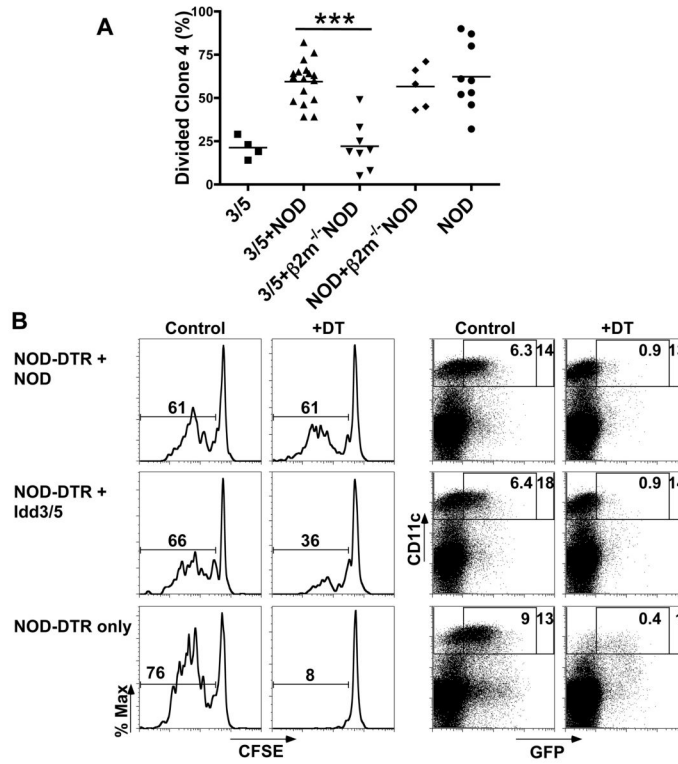 A
***
Divided Clone 4 (%)
100
75
50
25
0
3/5
3/5+NOD
3/5+β2m-/-NOD
NOD+β2m-/-NOD
NOD
B
Control
+DT
Control
+DT
NOD-DTR +
NOD
61
61
6.3
14
0.9
NOD-DTR +
Idd3/5
66
36
6.4
18
0.9
CD11c
NOD-DTR only
76
8
9
13
0.4
% Max
CFSE
GFP